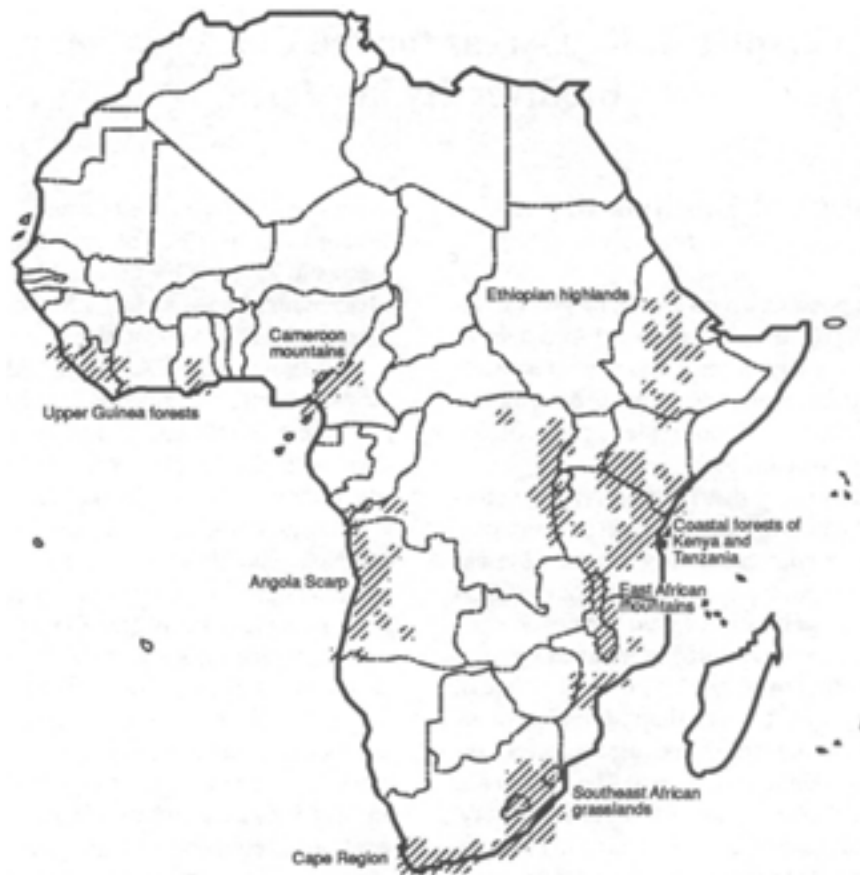 Ethiopian highlands
Cameroon
mountains
Upper Guinea forests
Coastal forests of
Kenya and
Tanzania
Angola Scarp
East African
mountains
Southeast African
grasslands
Cape Region